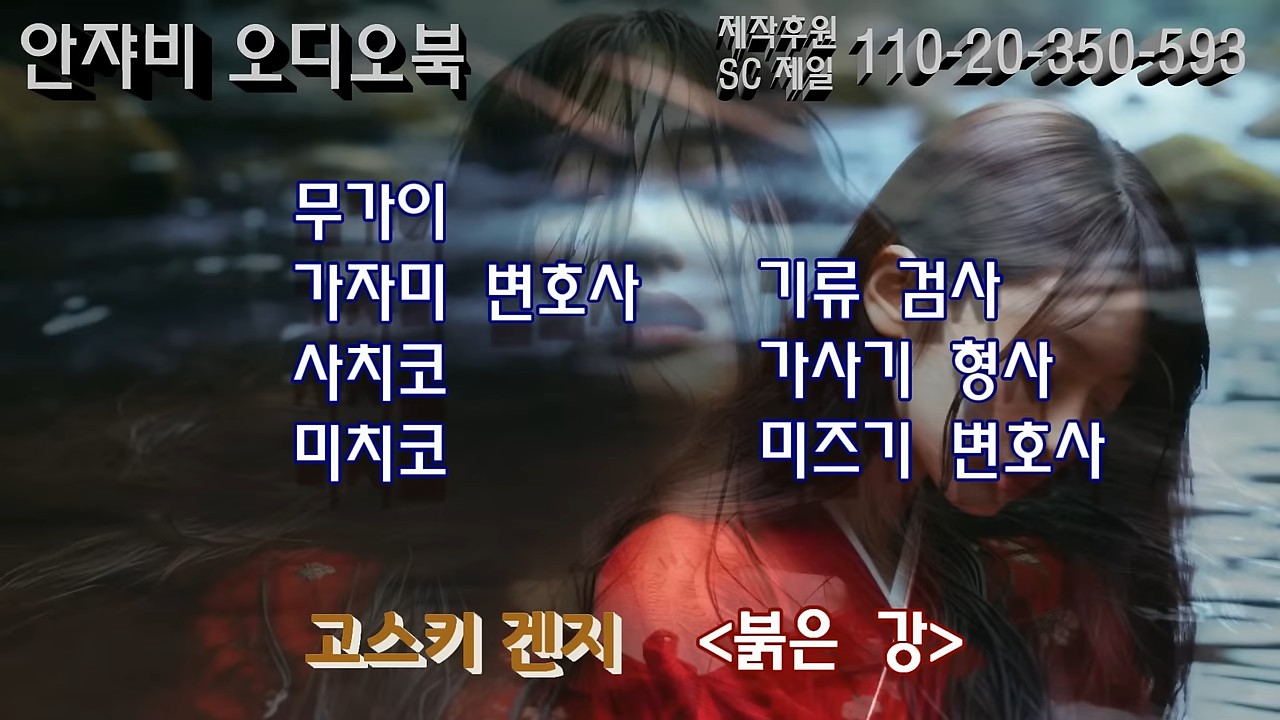 안쟈비 오디오북
제작후원
SC 제일
110-20-350-593
무가이
가자미 변호사
기류 검사
사치코
가사기 형사
미치코
미즈기 변호사
고스키 겐지
<붉은 강>